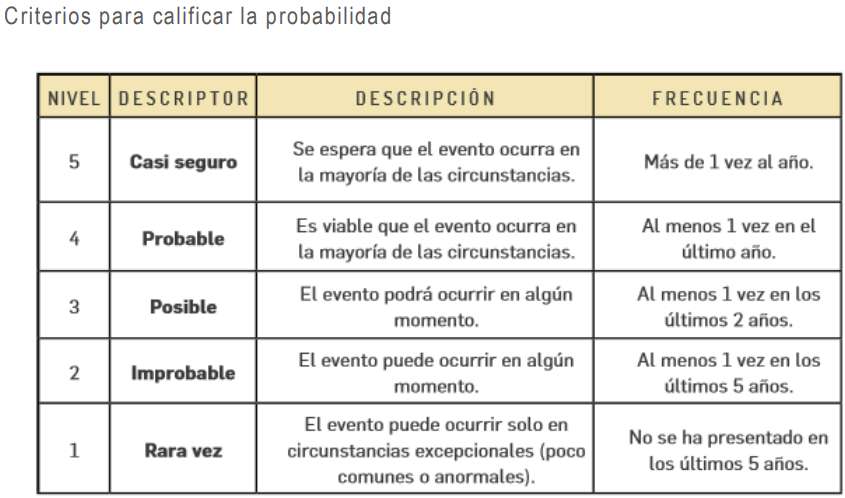 Criterios para calificar la probabilidad
NIVEL DESCRIPTOR DESCRIPCIÓN FRECUENCIA
5 Casi seguro Se espera que el evento ocurra en la mayoría de las circunstancias. Más de 1 vez al año.
4 Probable Es viable que el evento ocurra en la mayoría de las circunstancias. Al menos 1 vez en el último año.
3 Posible El evento podrá ocurrir en algún momento. Al menos 1 vez en los últimos 2 años.
2 Improbable El evento puede ocurrir en algún momento. Al menos 1 vez en los últimos 5 años.
1 Rara vez El evento puede ocurrir solo en circunstancias excepcionales (poco comunes o anormales). No se ha presentado en los últimos 5 años.